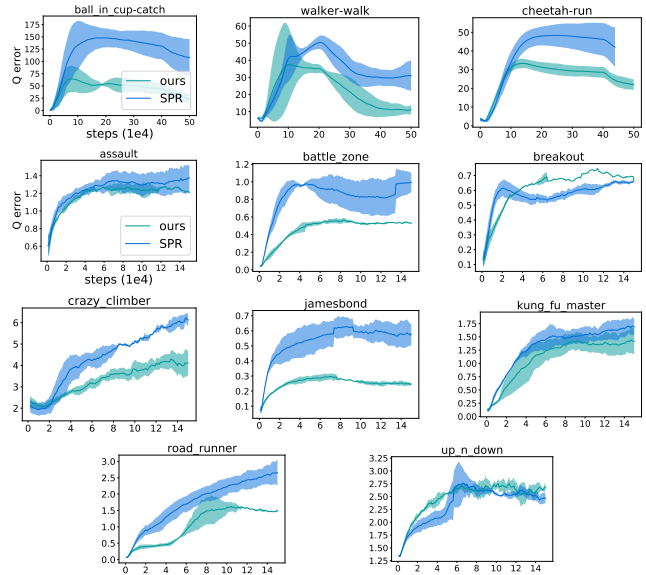 ball_in_cup-catch
walker-walk
cheetah-run
Q error
175
150
125
100
75
50
25
0
ours
SPR
0 10 20 30 40 50
steps (1e4)
60
50
40
30
20
10
0
0 10 20 30 40 50
50
40
30
20
10
0
0 10 20 30 40 50
assault
battle_zone
breakout
Q error
1.4
1.2
1.0
0.8
0.6
ours
SPR
0 2 4 6 8 10 12 14
steps (1e4)
1.2
1.0
0.8
0.6
0.4
0.2
0.0
0 2 4 6 8 10 12 14
0.7
0.6
0.5
0.4
0.3
0.2
0.1
0 2 4 6 8 10 12 14
crazy_climber
jamesbond
kung_fu_master
6
5
4
3
2
0 2 4 6 8 10 12 14
0.7
0.6
0.5
0.4
0.3
0.2
0.1
0 2 4 6 8 10 12 14
1.75
1.50
1.25
1.00
0.75
0.50
0.25
0.00
0 2 4 6 8 10 12 14
road_runner
up_n_down
3.0
2.5
2.0
1.5
1.0
0.5
0.0
0 2 4 6 8 10 12 14
3.25
3.00
2.75
2.50
2.25
2.00
1.75
1.50
1.25
0 2 4 6 8 10 12 14